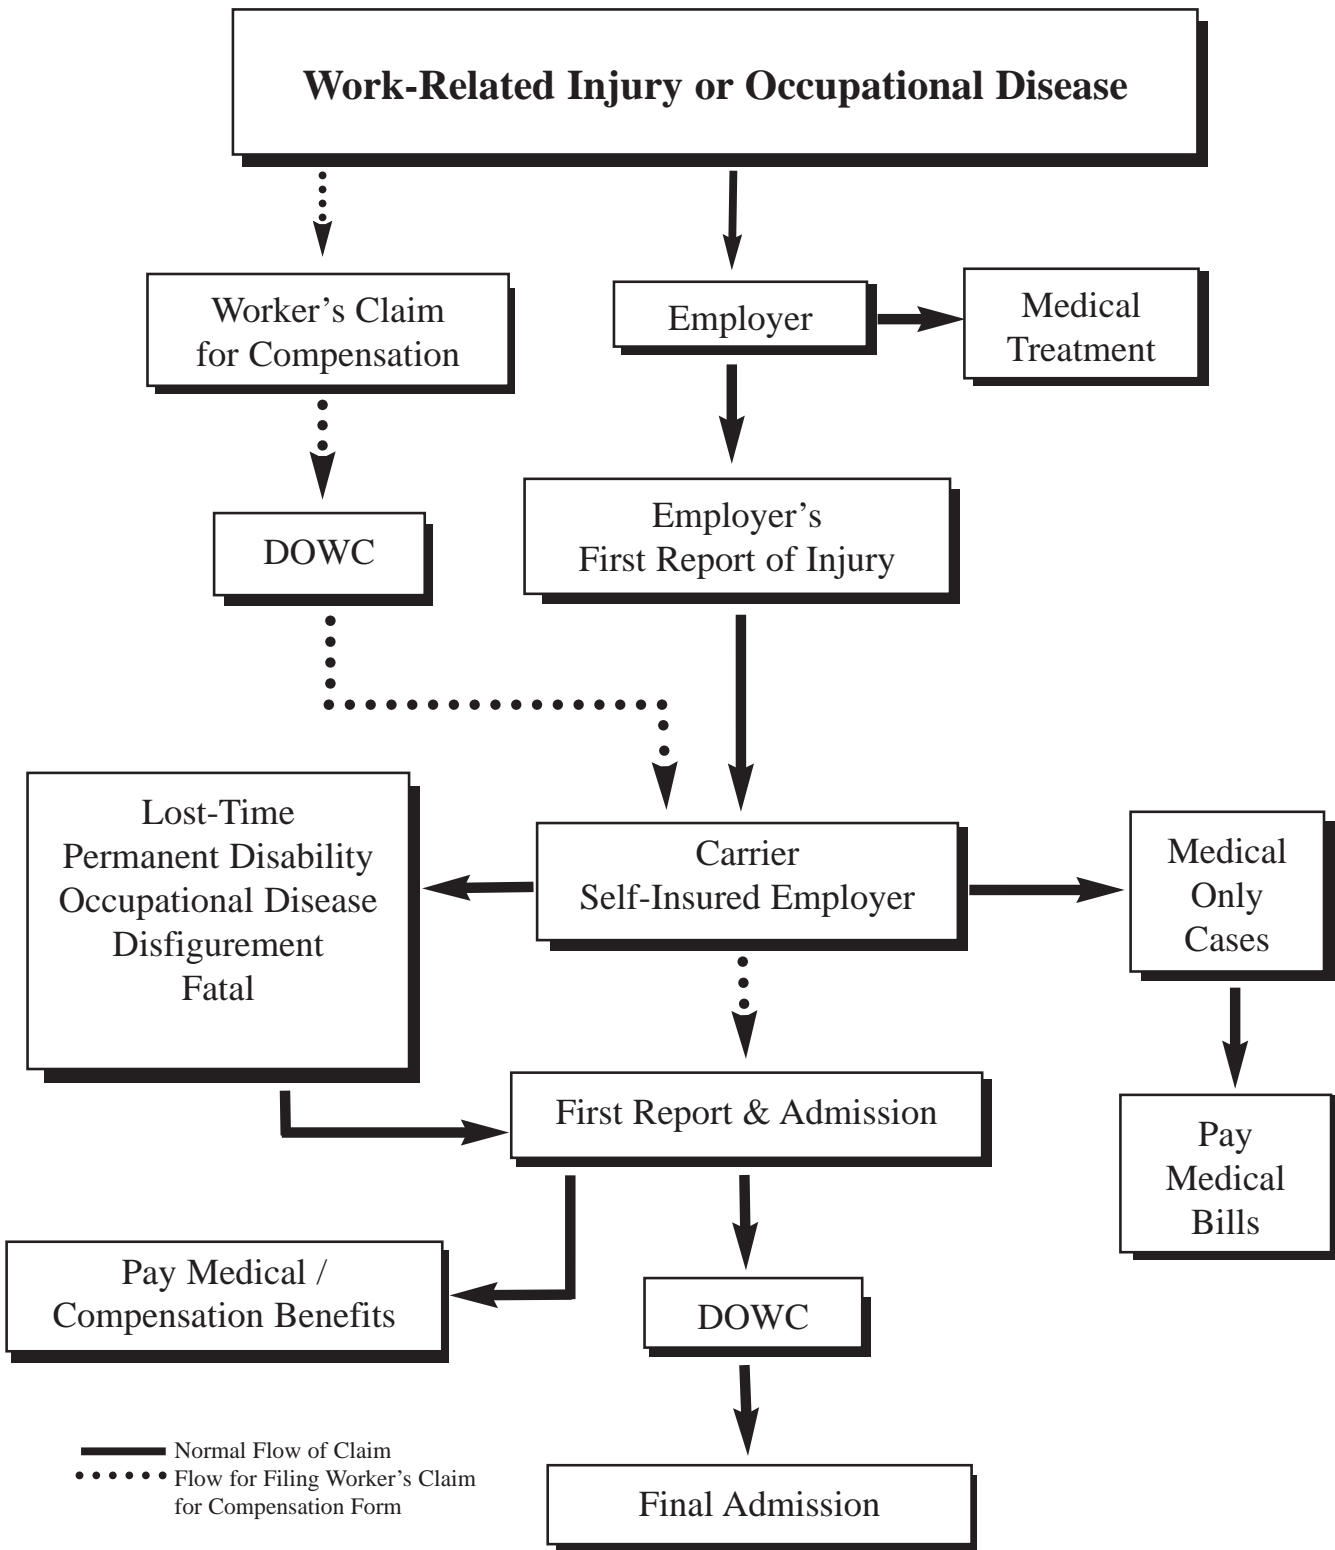 Work-Related Injury or Occupational Disease
Worker’s Claim
for Compensation
Employer
Medical
Treatment
DOWC
Employer’s
First Report of Injury
Lost-Time
Permanent Disability
Occupational Disease
Disfigurement
Fatal
Carrier
Self-Insured Employer
Medical
Only
Cases
First Report & Admission
Pay
Medical
Bills
Pay Medical /
Compensation Benefits
DOWC
Normal Flow of Claim
Flow for Filing Worker’s Claim
for Compensation Form
Final Admission